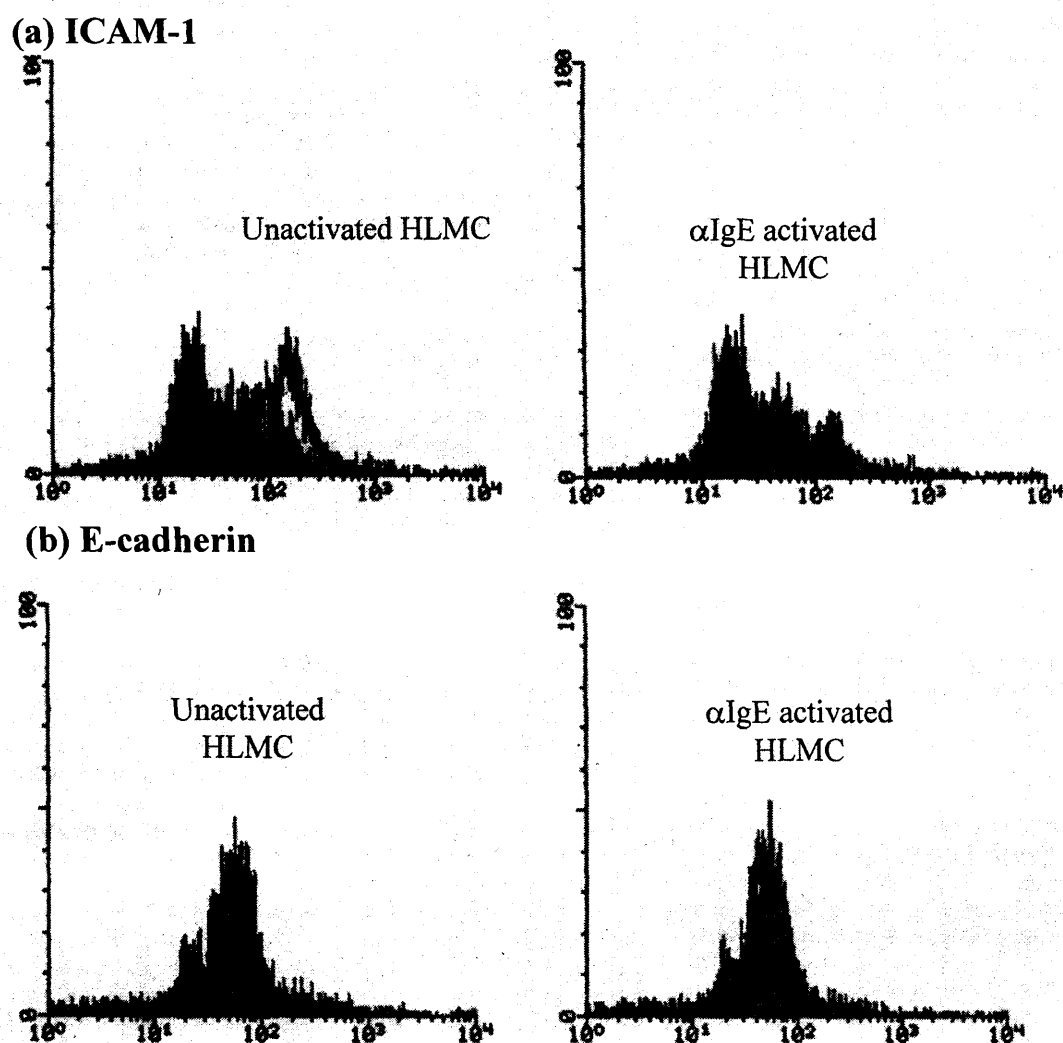 (a) ICAM-1
100
Unactivated HLMC
0
10⁰ 10¹ 10² 10³ 10⁴
100
αIgE activated
HLMC
0
10⁰ 10¹ 10² 10³ 10⁴
(b) E-cadherin
100
Unactivated
HLMC
0
10⁰ 10¹ 10² 10³ 10⁴
100
αIgE activated
HLMC
0
10⁰ 10¹ 10² 10³ 10⁴